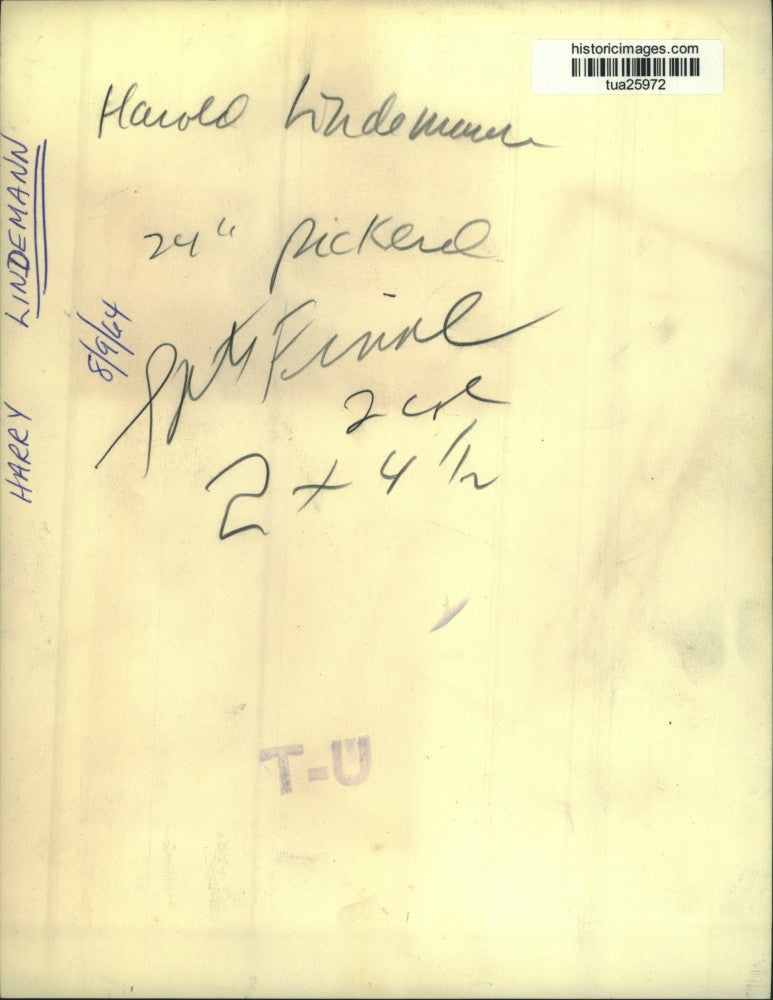 historicimages.com
tua25972
Harold Lindemann
24" pickerel
Spts Final
2 col
2 x 4 1/2
HARRY LINDEMANN
8/9/64
T-U